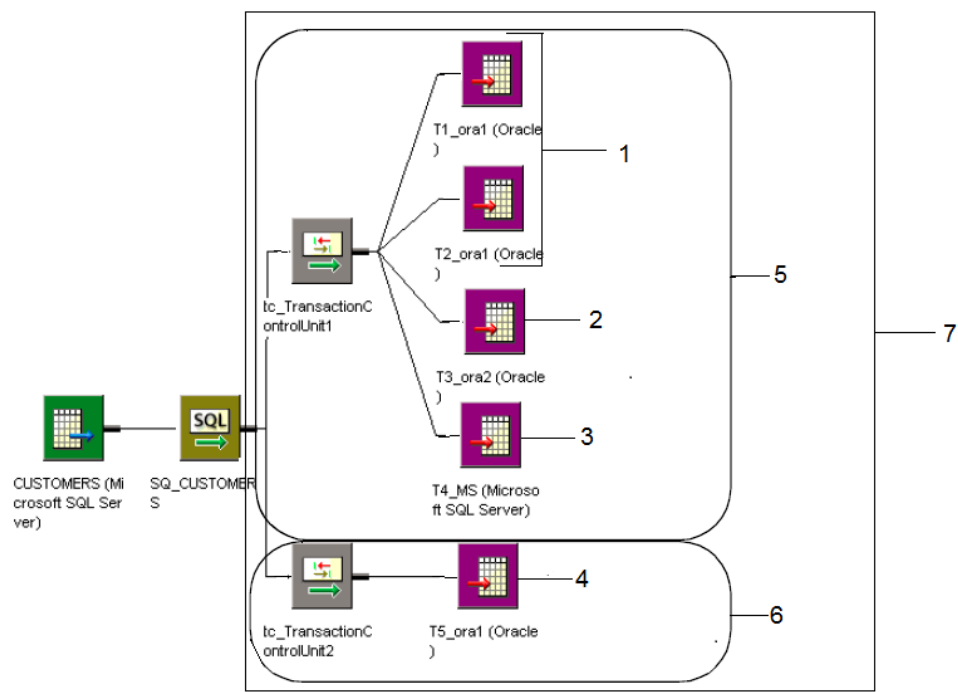 T1_ora1 (Oracle
)
1
T2_ora1 (Oracle
)
5
tc_TransactionC
ontrolUnit1
2
7
T3_ora2 (Oracle
)
SQL
3
CUSTOMERS (Mi
crosoft SQL Ser
ver)
SQ_CUSTOMER
S
T4_MS (Microso
ft SQL Server)
4
6
tc_TransactionC
ontrolUnit2
T5_ora1 (Oracle
)